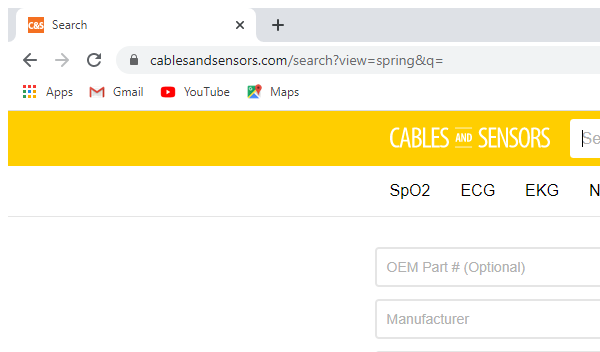 C&S Search
cablesandsensors.com/search?view=spring&q=
Apps Gmail YouTube Maps
CABLES AND SENSORS Se
SpO2 ECG EKG N
OEM Part # (Optional)
Manufacturer